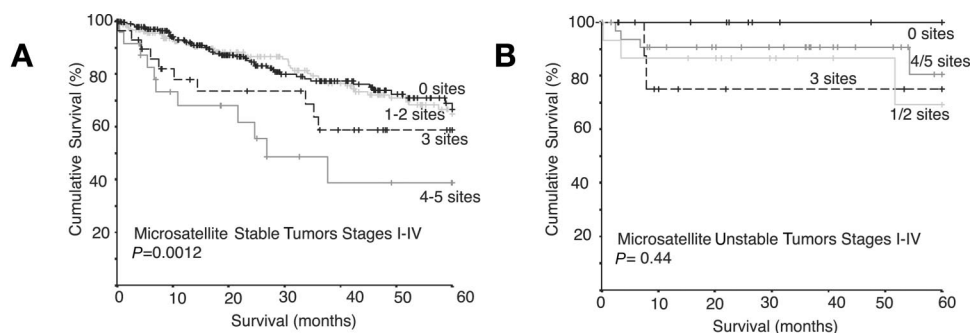 A
Cumulative Survival (%)
100
80
60
40
20
0 sites
1-2 sites
3 sites
4-5 sites
Microsatellite Stable Tumors Stages I-IV
P=0.0012
0
10
20
30
40
50
60
Survival (months)
B
Cumulative Survival (%)
100
80
60
40
20
0 sites
4/5 sites
3 sites
1/2 sites
Microsatellite Unstable Tumors Stages I-IV
P= 0.44
0
10
20
30
40
50
60
Survival (months)